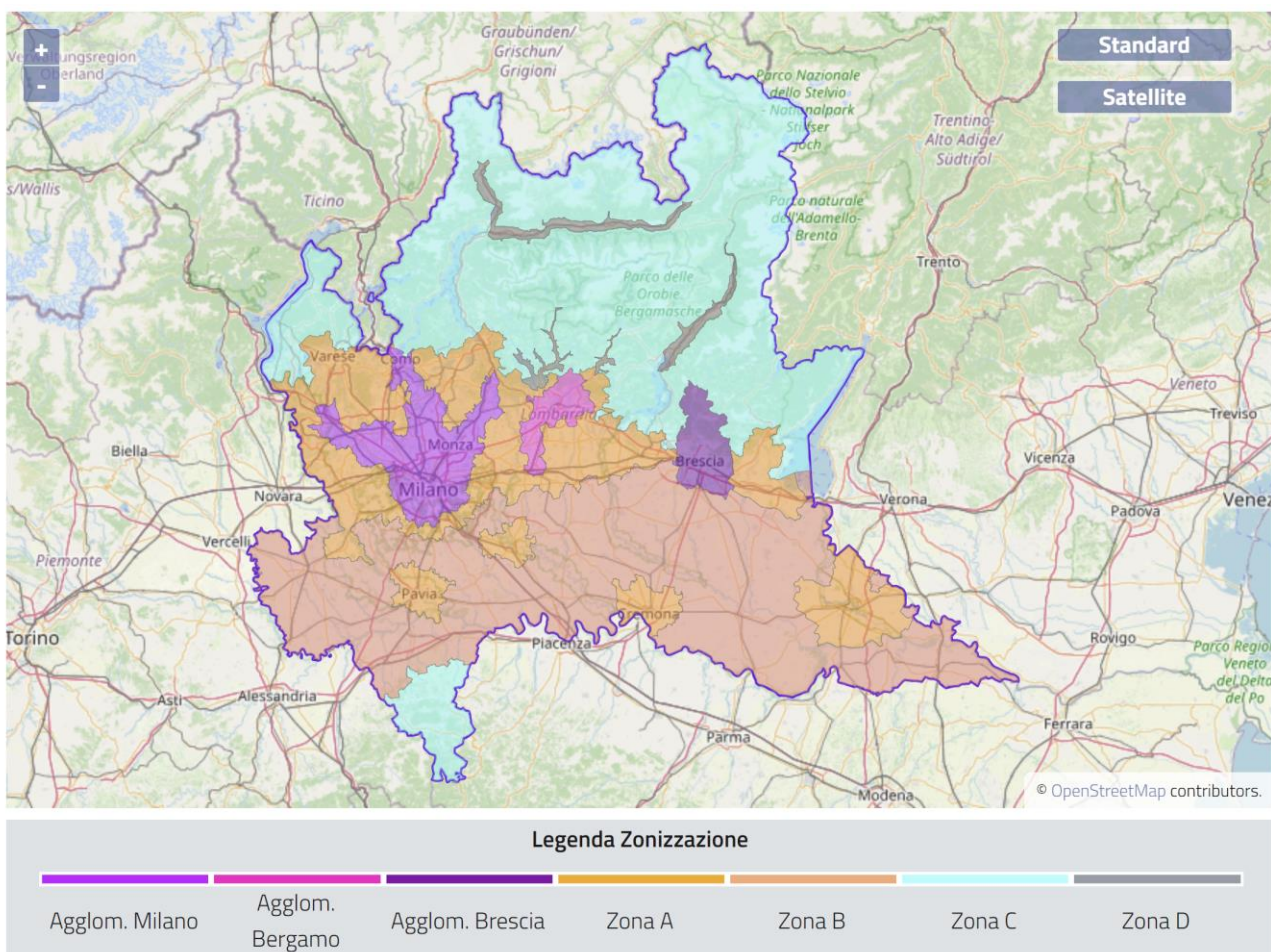 +
-
Standard
Satellite
Verwaltungsregion
Oberland
Graubünden/
Grischun/
Grigioni
Parco Nazionale
dello Stelvio
- Nationalpark
Stilfser
Joch
Trentino-
Alto Adige/
Südtirol
s/Wallis
Ticino
Parco naturale
dell'Adamello-
Brenta
Trento
Parco delle
Orobie
Bergamasche
Varese
Como
Lombardia
Veneto
Treviso
Biella
Monza
Brescia
Vicenza
Novara
Milano
Verona
Padova
Venez
Vercelli
Piemonte
Pavia
Cremona
Torino
Piacenza
Rovigo
Parco Region
Veneto
del Delta
del Po
Asti
Alessandria
Ferrara
Parma
Modena
© OpenStreetMap contributors.
Legenda Zonizzazione
Agglom. Milano
Agglom.
Bergamo
Agglom. Brescia
Zona A
Zona B
Zona C
Zona D